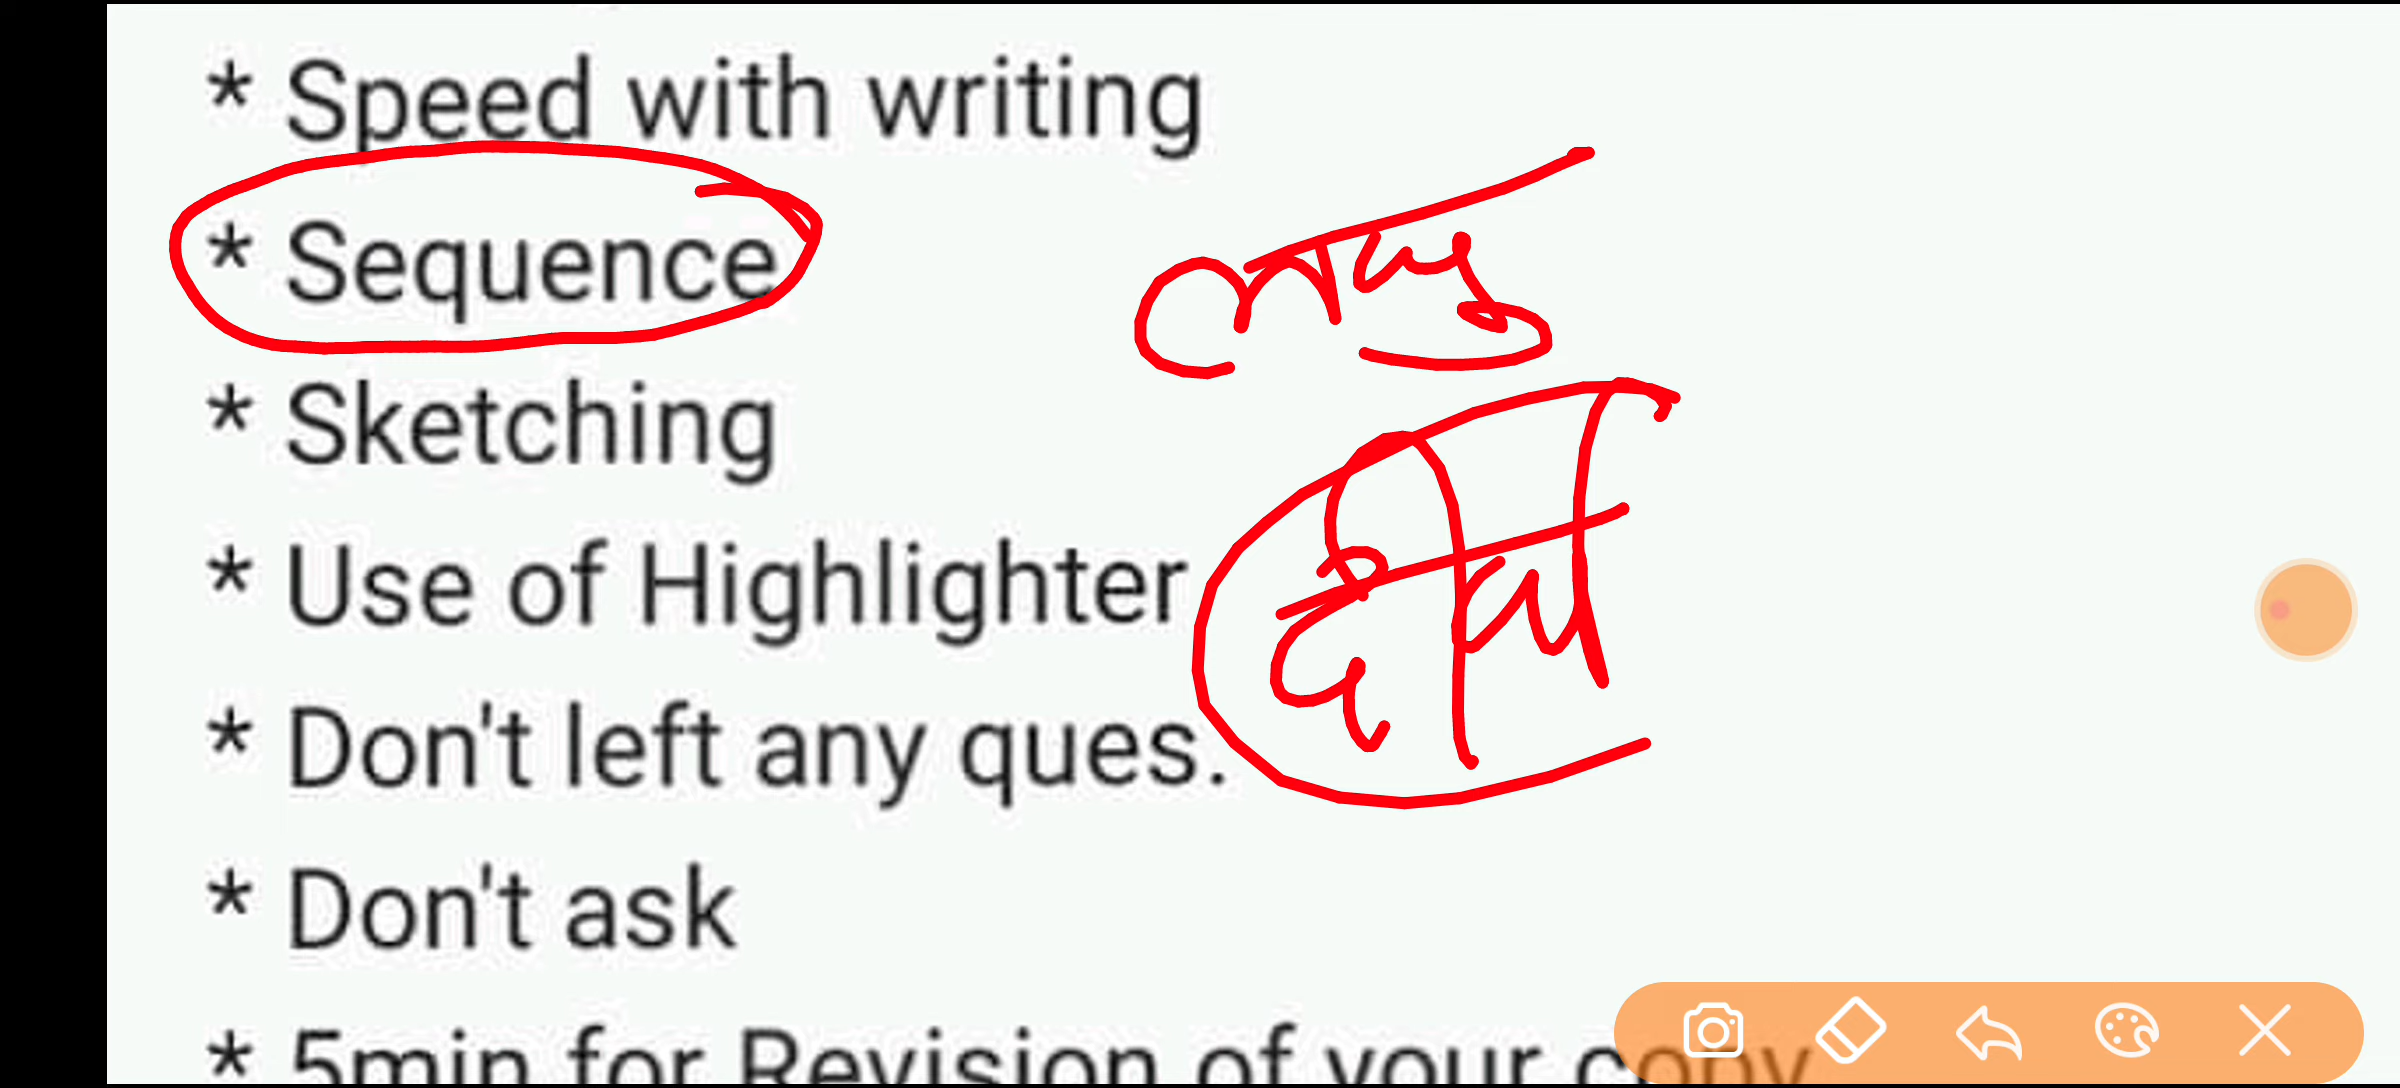 * Speed with writing
* Sequence
* Sketching
* Use of Highlighter
* Don't left any ques.
* Don't ask
* 5min for Revision of your copy